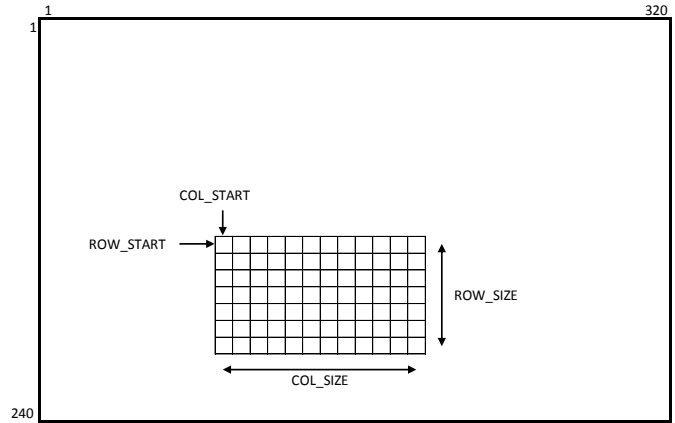 1 320
1
COL_START
ROW_START
ROW_SIZE
COL_SIZE
240